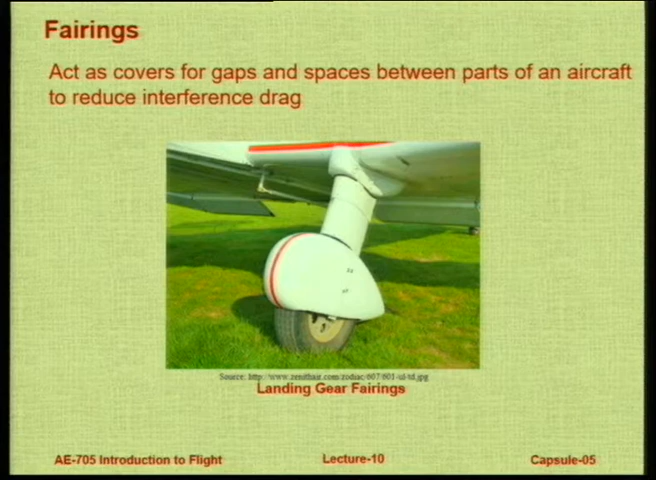 Fairings
Act as covers for gaps and spaces between parts of an aircraft
to reduce interference drag
Source: http://www.zenithair.com/zodiac/607/601-ul-td.jpg
Landing Gear Fairings
AE-705 Introduction to Flight
Lecture-10
Capsule-05